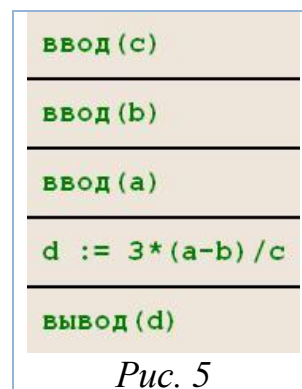 ввод(c)
ввод(b)
ввод(a)
d := 3*(a-b)/c
вывод(d)
Рис. 5